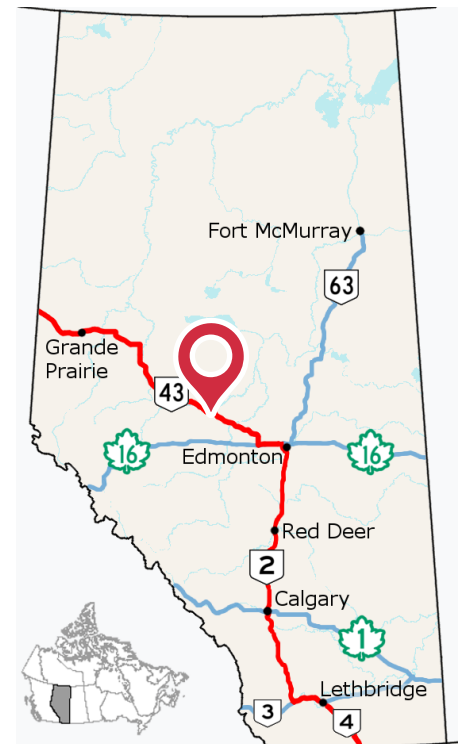 Fort McMurray
63
Grande
Prairie
43
16
Edmonton
16
Red Deer
2
Calgary
1
Lethbridge
3
4